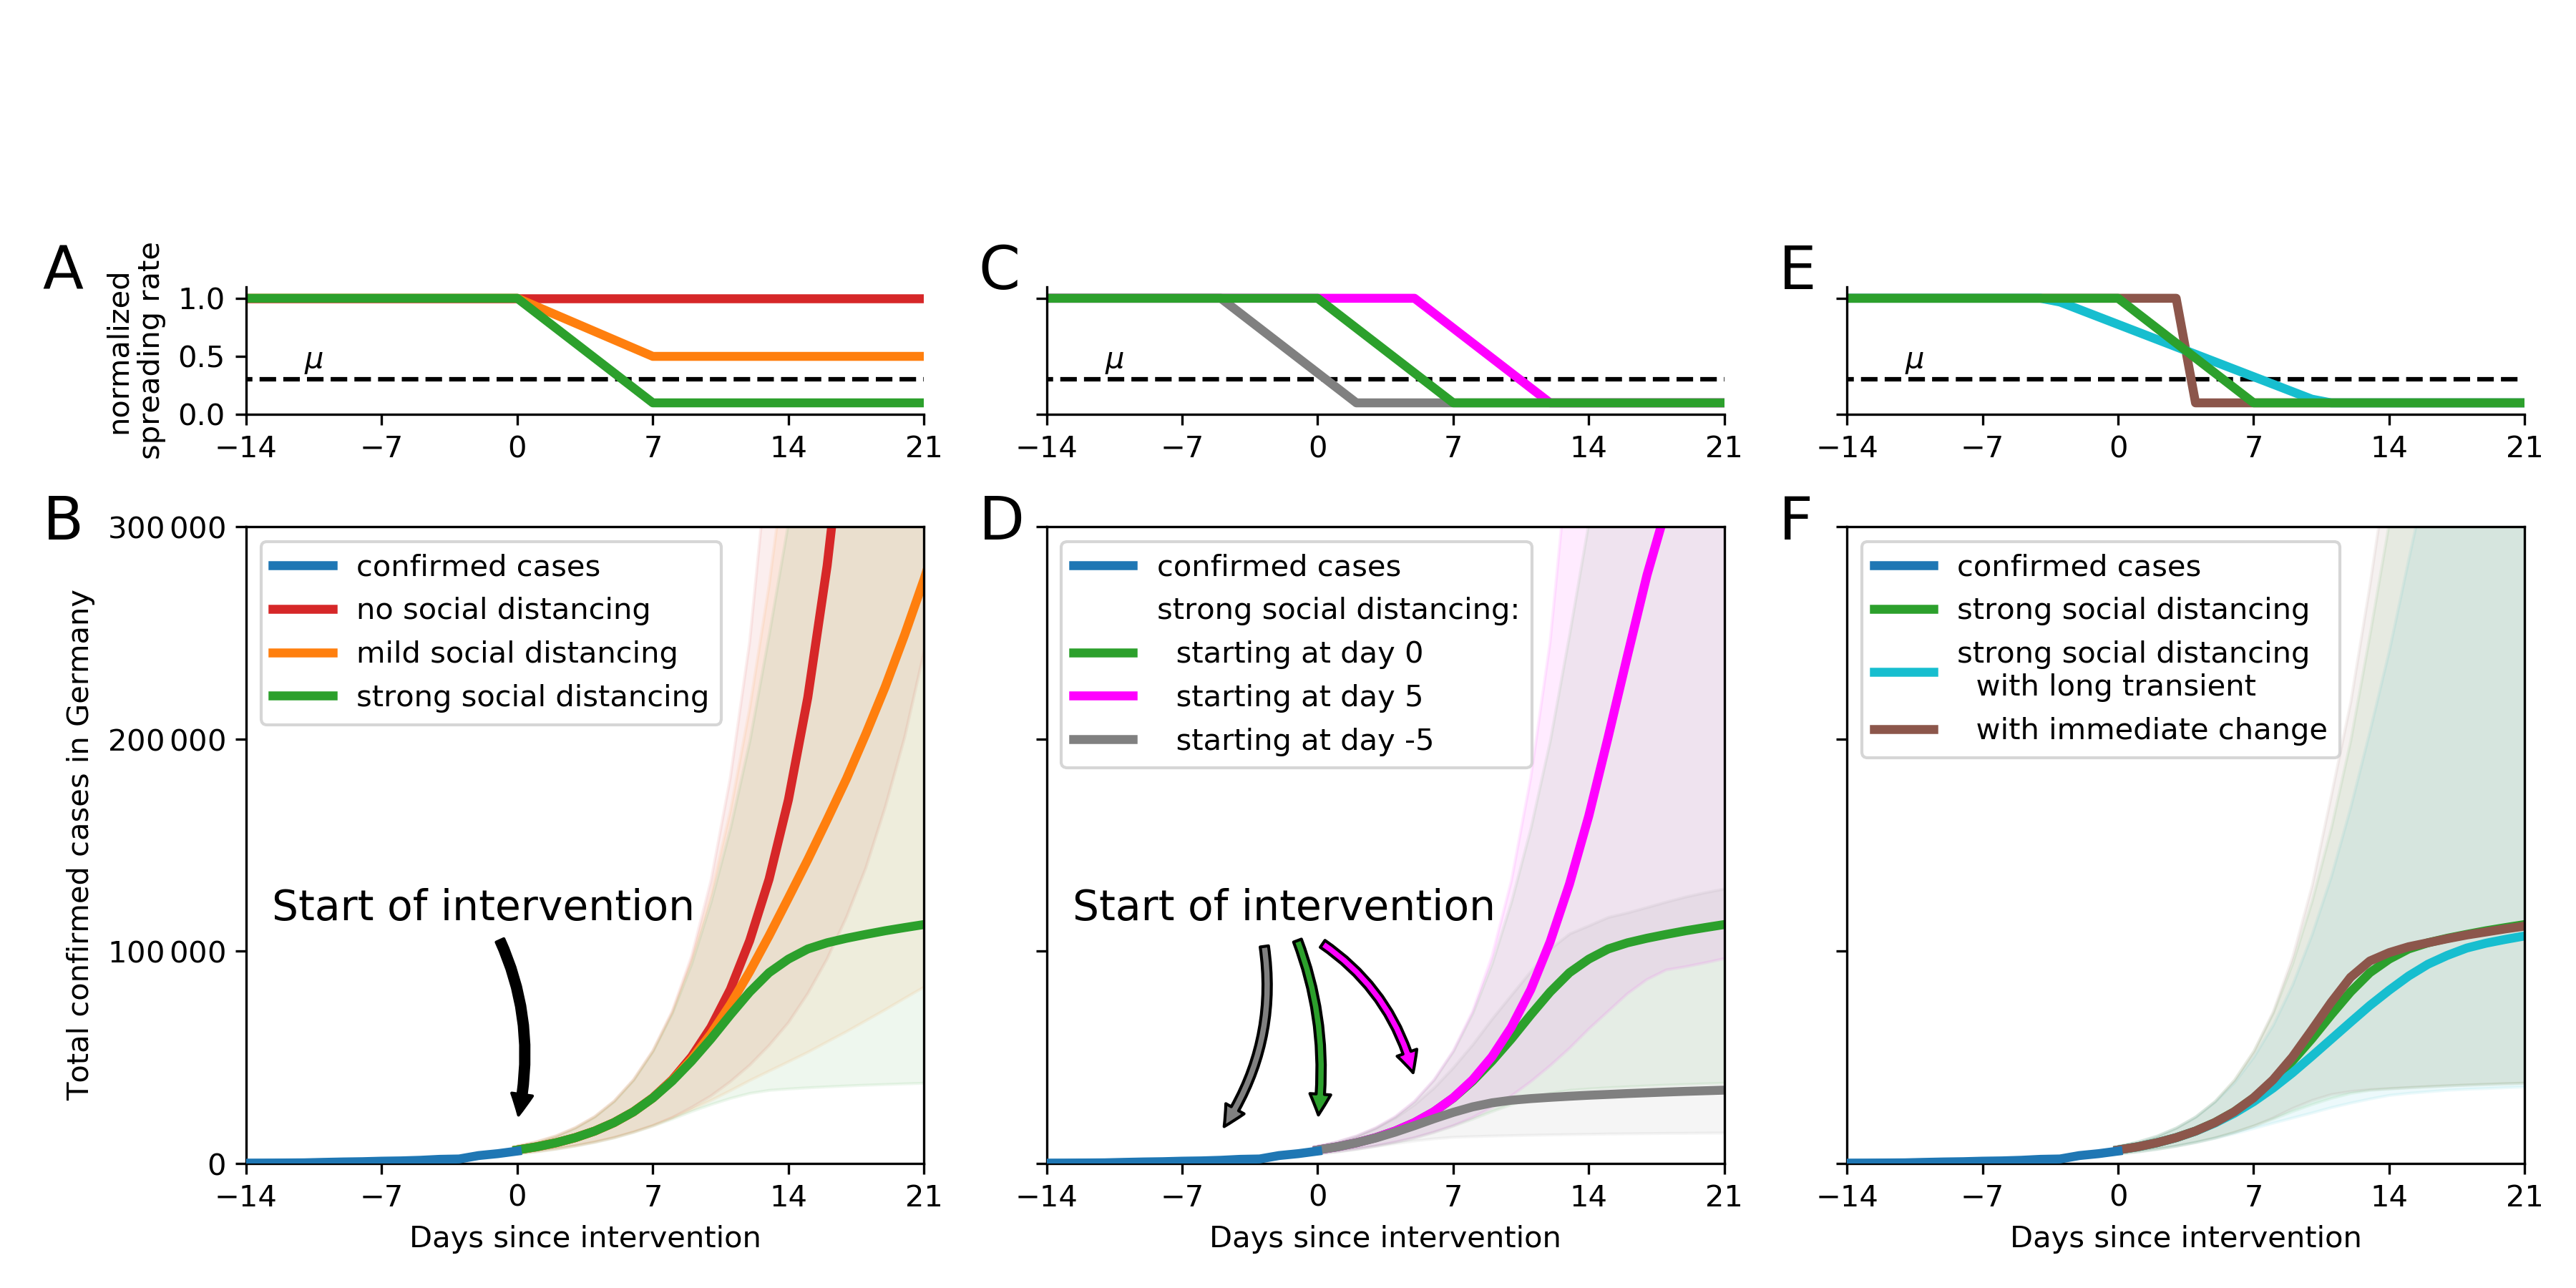 A
normalized
spreading rate
1.0
0.5
0.0
μ
−14
−7
0
7
14
21
C
μ
−14
−7
0
7
14
21
E
μ
−14
−7
0
7
14
21
B
Total confirmed cases in Germany
300 000
200 000
100 000
0
confirmed cases
no social distancing
mild social distancing
strong social distancing
Start of intervention
−14
−7
0
7
14
21
Days since intervention
D
confirmed cases
strong social distancing:
starting at day 0
starting at day 5
starting at day -5
Start of intervention
−14
−7
0
7
14
21
Days since intervention
F
confirmed cases
strong social distancing
strong social distancing
with long transient
with immediate change
−14
−7
0
7
14
21
Days since intervention